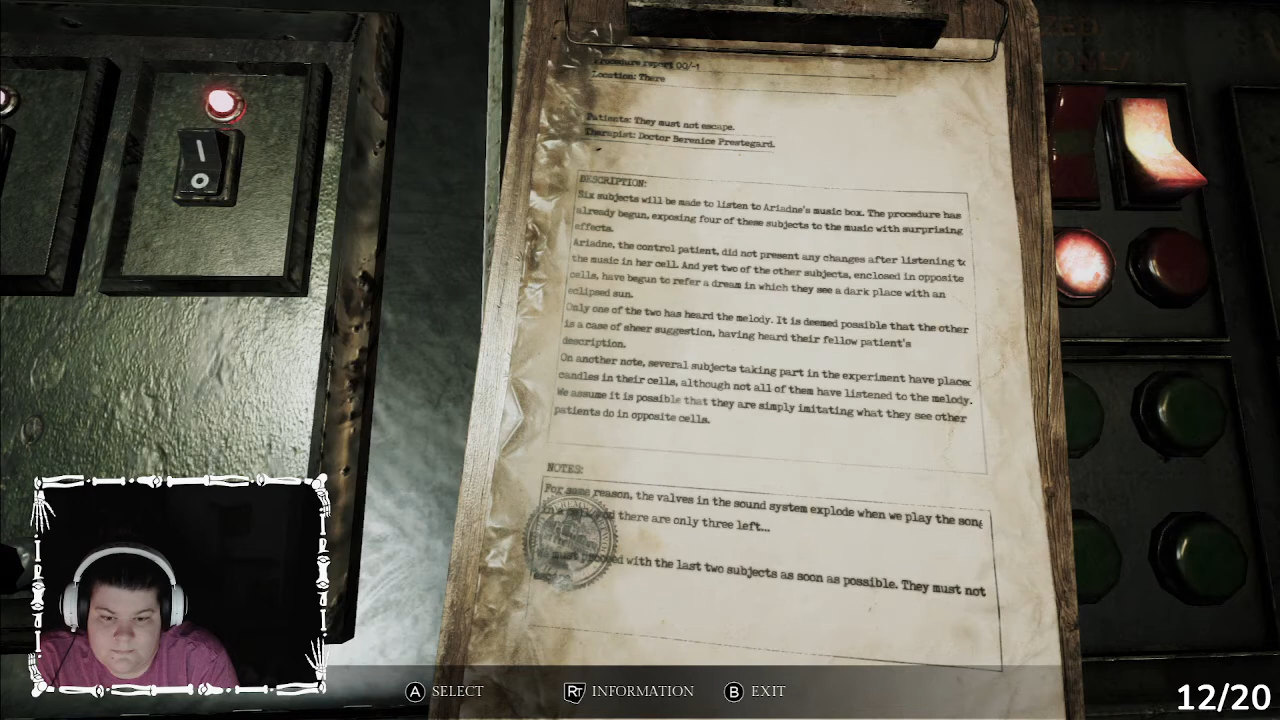 Procedure report 00/-1
Location: There
Patients: They must not escape.
Therapist: Doctor Berenice Prestegard.
DESCRIPTION:
Six subjects will be made to listen to Ariadne's music box. The procedure has
already begun, exposing four of these subjects to the music with surprising
effects.
Ariadne, the control patient, did not present any changes after listening to
the music in her cell. And yet two of the other subjects, enclosed in opposite
cells, have begun to refer a dream in which they see a dark place with an
eclipsed sun.
Only one of the two has heard the melody. It is deemed possible that the other
is a case of sheer suggestion, having heard their fellow patient's
description.
On another note, several subjects taking part in the experiment have placed
candles in their cells, although not all of them have listened to the melody.
We assume it is possible that they are simply imitating what they see other
patients do in opposite cells.
NOTES:
For some reason, the valves in the sound system explode when we play the song
there are only three left...
with the last two subjects as soon as possible. They must not
ZED
ONLY
A SELECT
RT INFORMATION
B EXIT
12/20